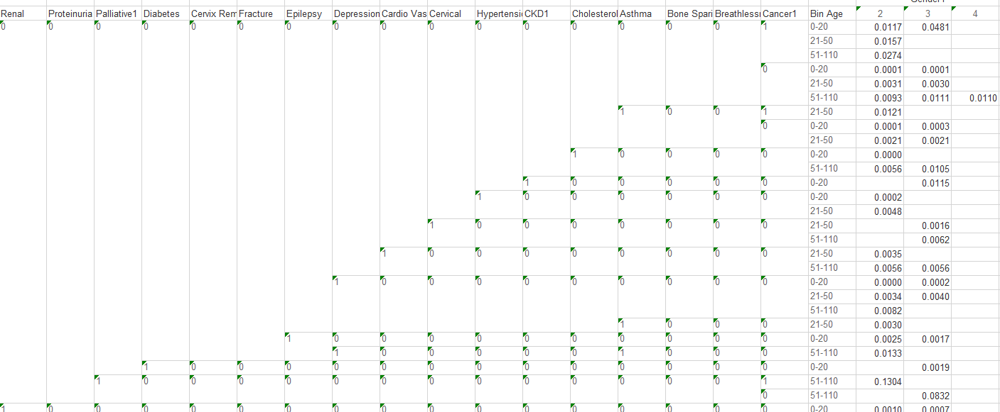 Renal Proteinuria Palliative1 Diabetes Cervix Rem Fracture Epilepsy Depression Cardio Vas Cervical Hypertensi CKD1 Cholesterol Asthma Bone Spari Breathless Cancer1 Bin Age 2 3 4
0 0 0 0 0 0 0 0 0 0 0 0 0 0 0 0 1 0-20 0.0117 0.0481
21-50 0.0157
51-110 0.0274
0 0-20 0.0001 0.0001
21-50 0.0031 0.0030
51-110 0.0093 0.0111 0.0110
1 0 0 1 21-50 0.0121
0 0-20 0.0001 0.0003
21-50 0.0021 0.0021
1 0 0 0 0 0-20 0.0000
51-110 0.0056 0.0105
1 0 0 0 0 0 0-20 0.0115
1 0 0 0 0 0 0 0-20 0.0002
21-50 0.0048
1 0 0 0 0 0 0 0 21-50 0.0016
51-110 0.0062
1 0 0 0 0 0 0 0 0 21-50 0.0035
51-110 0.0056 0.0056
1 0 0 0 0 0 0 0 0 0 0-20 0.0000 0.0002
21-50 0.0034 0.0040
51-110 0.0082
1 0 0 0 21-50 0.0030
1 0 0 0 0 0 0 0 0 0 0 0-20 0.0025 0.0017
1 0 0 0 0 0 1 0 0 0 51-110 0.0133
1 0 0 0 0 0 0 0 0 0 0 0 0 0 0-20 0.0019
1 0 0 0 0 0 0 0 0 0 0 0 0 0 1 51-110 0.1304
0 51-110 0.0832
1 0 0 0 0 0 0 0 0 0 0 0 0 0 0 0 0 0-20 0.0010 0.0007